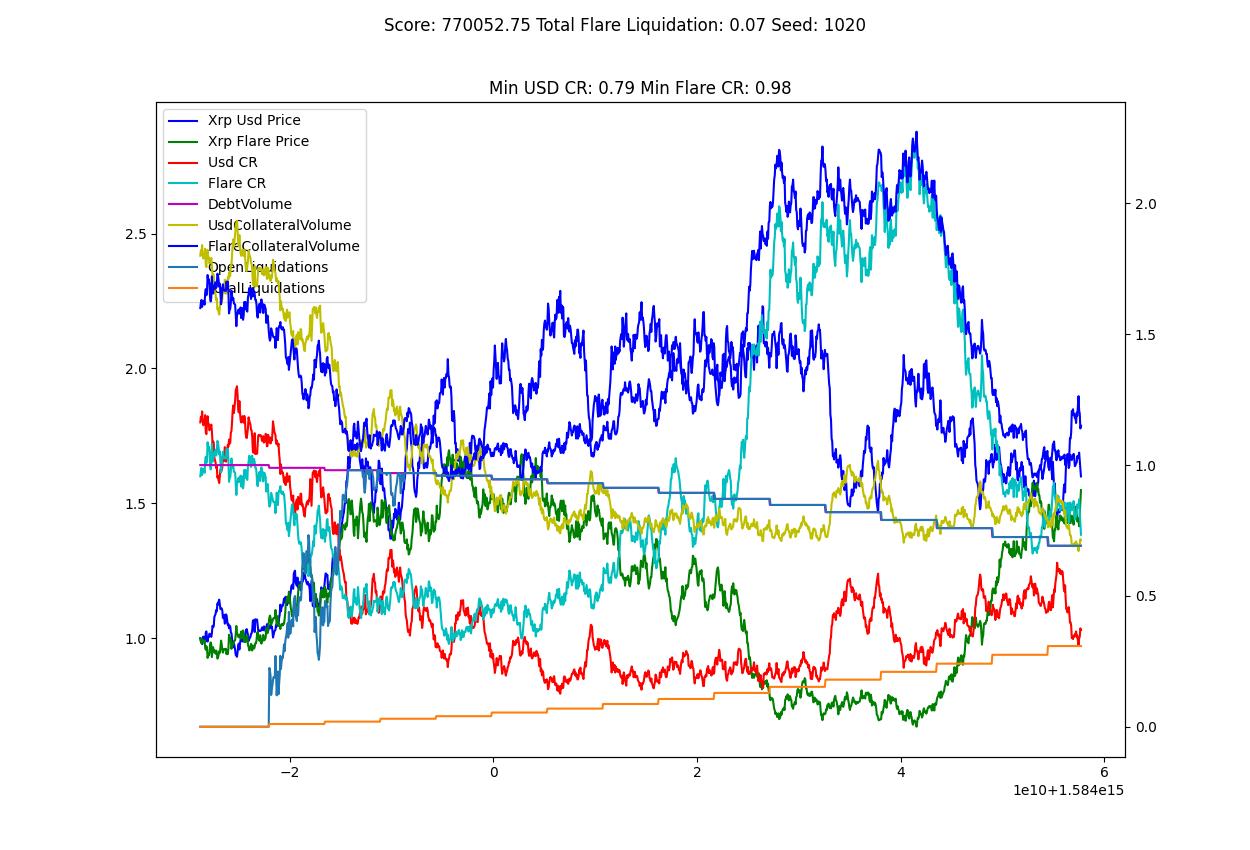 Score: 770052.75 Total Flare Liquidation: 0.07 Seed: 1020
Min USD CR: 0.79 Min Flare CR: 0.98
Xrp Usd Price
Xrp Flare Price
Usd CR
Flare CR
DebtVolume
UsdCollateralVolume
FlareCollateralVolume
OpenLiquidations
TotalLiquidations
2.5
2.0
1.5
1.0
2.0
1.5
1.0
0.5
0.0
−2
0
2
4
6
1e10+1.584e15